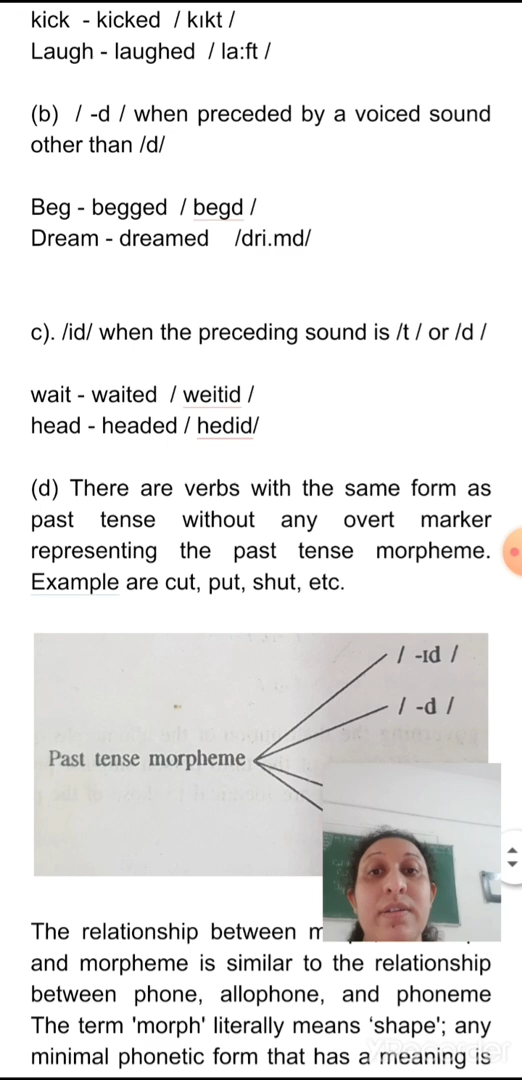 kick - kicked / kıkt /
Laugh - laughed / la:ft /
(b) / -d / when preceded by a voiced sound
other than /d/
Beg - begged / begd /
Dream - dreamed /dri.md/
c). /id/ when the preceding sound is /t / or /d /
wait - waited / weitid /
head - headed / hedid/
(d) There are verbs with the same form as
past tense without any overt marker
representing the past tense morpheme.
Example are cut, put, shut, etc.
/ -ıd /
/ -d /
Past tense morpheme
The relationship between
and morpheme is similar to the relationship
between phone, allophone, and phoneme
The term 'morph' literally means ‘shape'; any
minimal phonetic form that has a meaning is